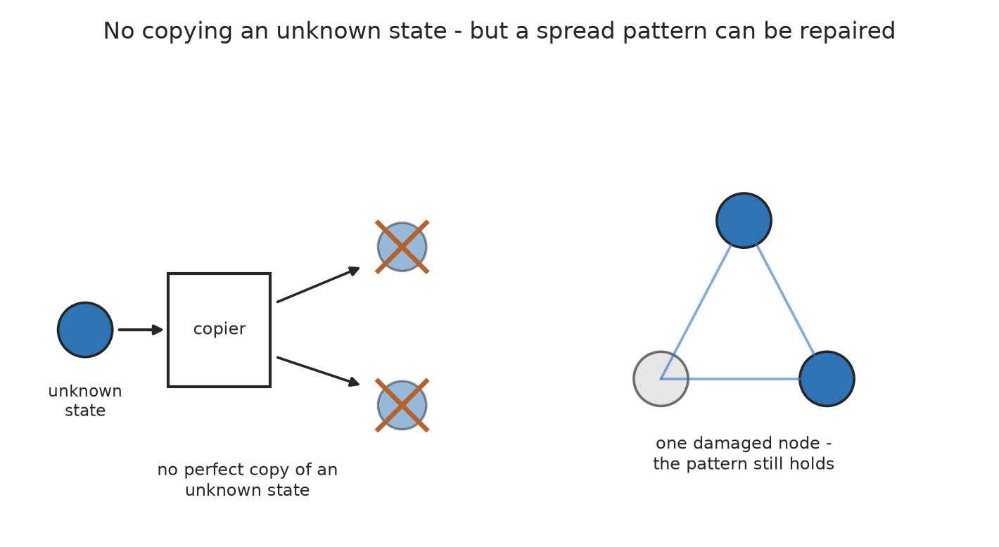 No copying an unknown state - but a spread pattern can be repaired
copier
unknown
state
no perfect copy of an
unknown state
one damaged node -
the pattern still holds